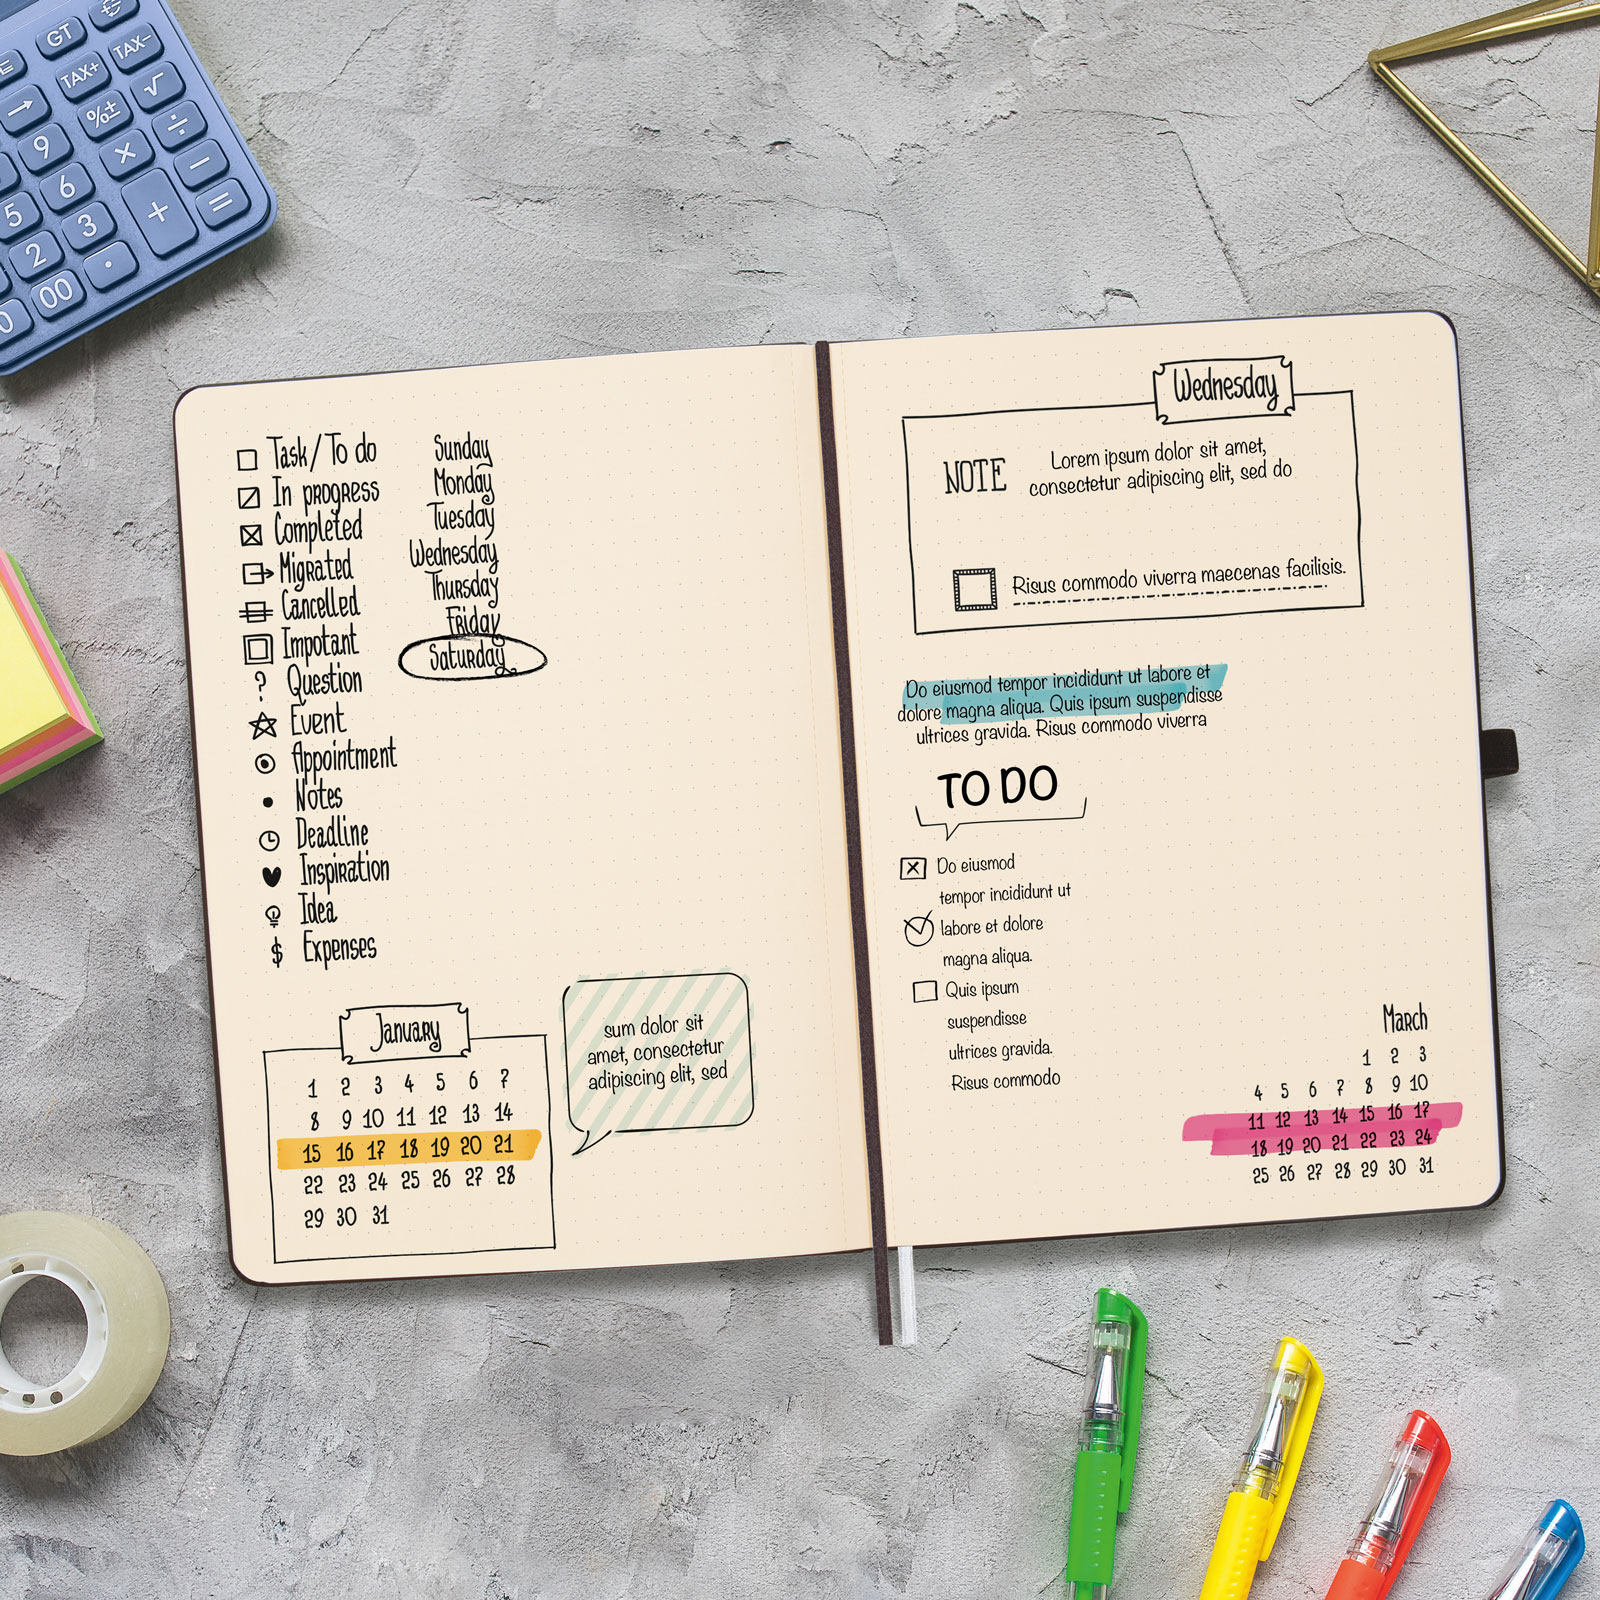 GT
TAX+
TAX-
√
→
%±
÷
9
×
−
6
5
3
+
=
2
00
0
Task/To do
In progress
Completed
Migrated
Cancelled
Impotant
? Question
Event
Appointment
Notes
Deadline
Inspiration
Idea
$ Expenses
Sunday
Monday
Tuesday
Wednesday
Thursday
Friday
Saturday
January
1 2 3 4 5 6 7
8 9 10 11 12 13 14
15 16 17 18 19 20 21
22 23 24 25 26 27 28
29 30 31
sum dolor sit
amet, consectetur
adipiscing elit, sed
Wednesday
NOTE
Lorem ipsum dolor sit amet,
consectetur adipiscing elit, sed do
Risus commodo viverra maecenas facilisis.
Do eiusmod tempor incididunt ut labore et
dolore magna aliqua. Quis ipsum suspendisse
ultrices gravida. Risus commodo viverra
TO DO
Do eiusmod
tempor incididunt ut
labore et dolore
magna aliqua.
Quis ipsum
suspendisse
ultrices gravida.
Risus commodo
March
1 2 3
4 5 6 7 8 9 10
11 12 13 14 15 16 17
18 19 20 21 22 23 24
25 26 27 28 29 30 31